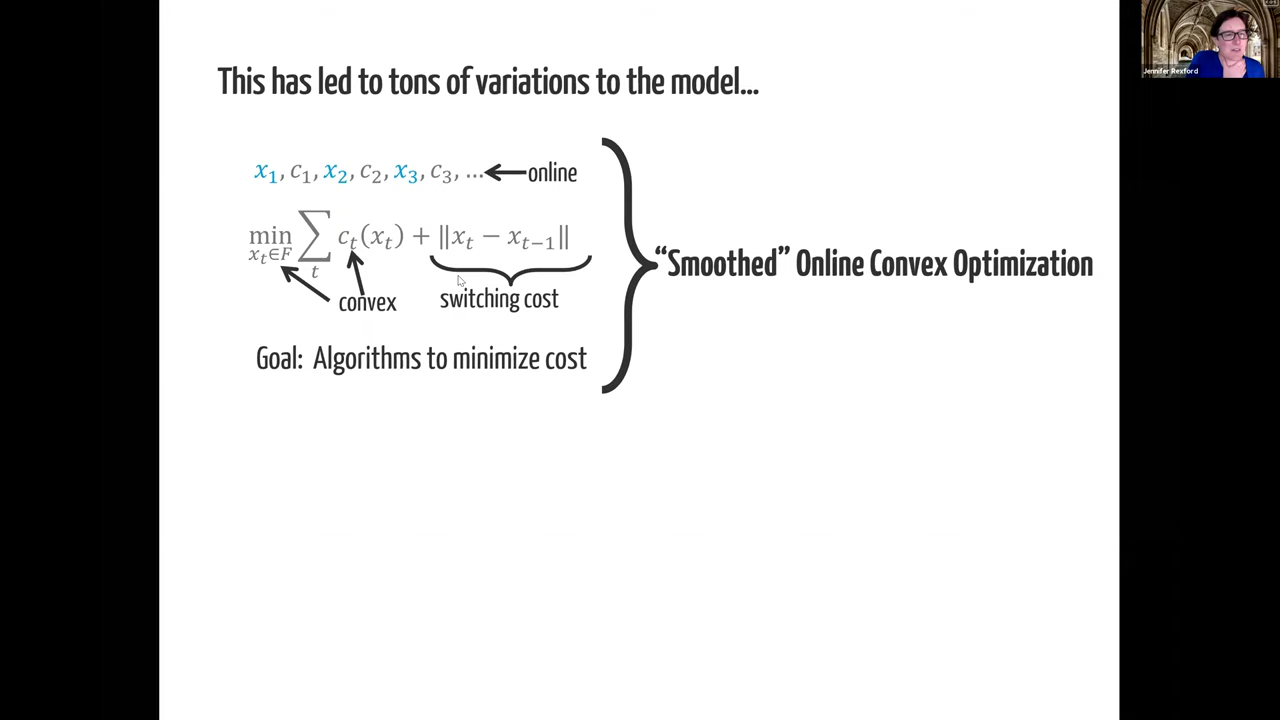 This has led to tons of variations to the model...
x₁, c₁, x₂, c₂, x₃, c₃, ... online
min xₜ∈F ∑ₜ cₜ(xₜ) + ‖xₜ − xₜ₋₁‖
convex
switching cost
Goal: Algorithms to minimize cost
“Smoothed” Online Convex Optimization
Jennifer Rexford